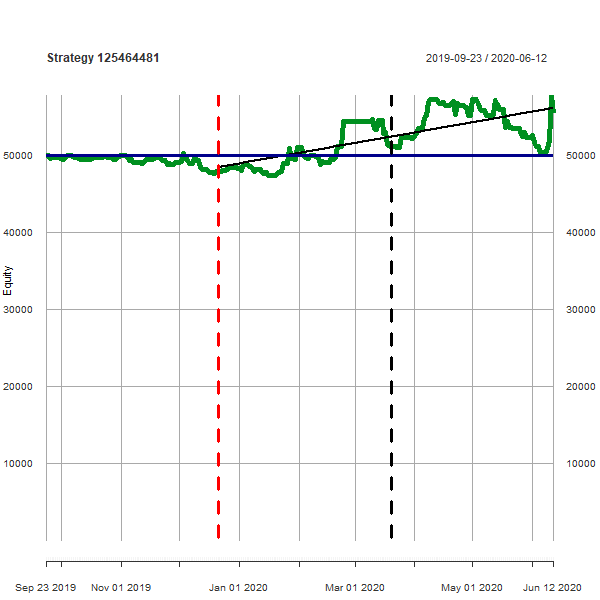 Strategy 125464481
2019-09-23 / 2020-06-12
50000
50000
40000
40000
Equity
30000
30000
20000
20000
10000
10000
Sep 23 2019
Nov 01 2019
Jan 01 2020
Mar 01 2020
May 01 2020
Jun 12 2020